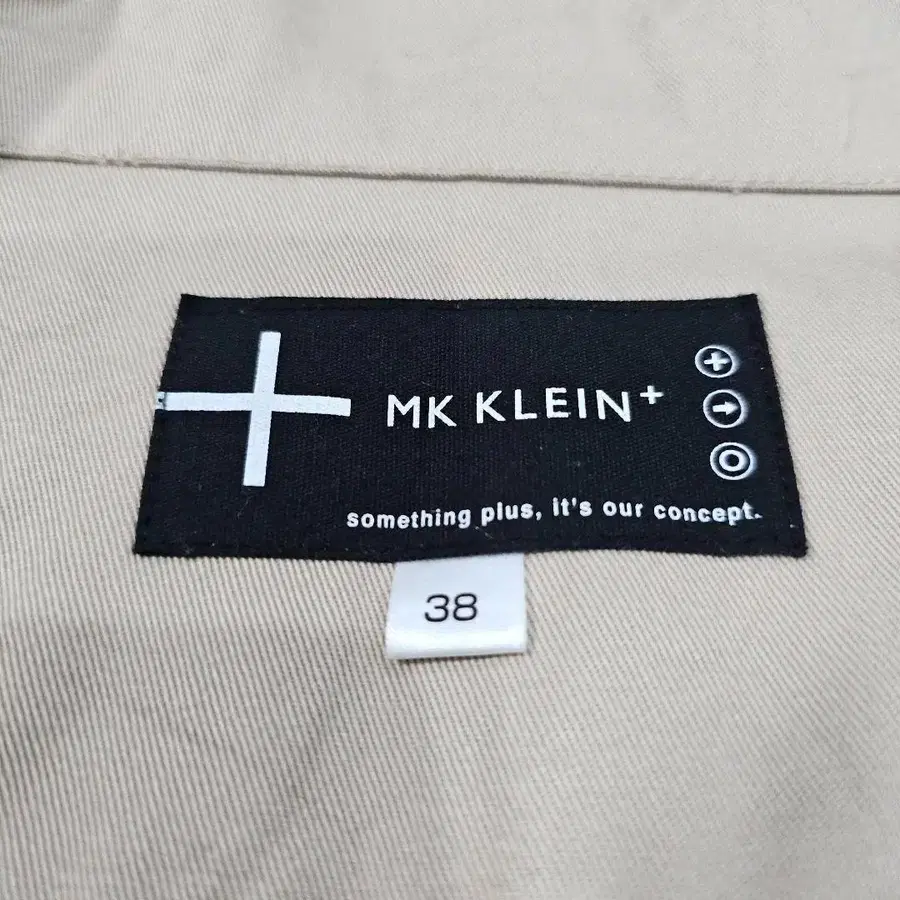 MK KLEIN+
something plus, it's our concept.
38